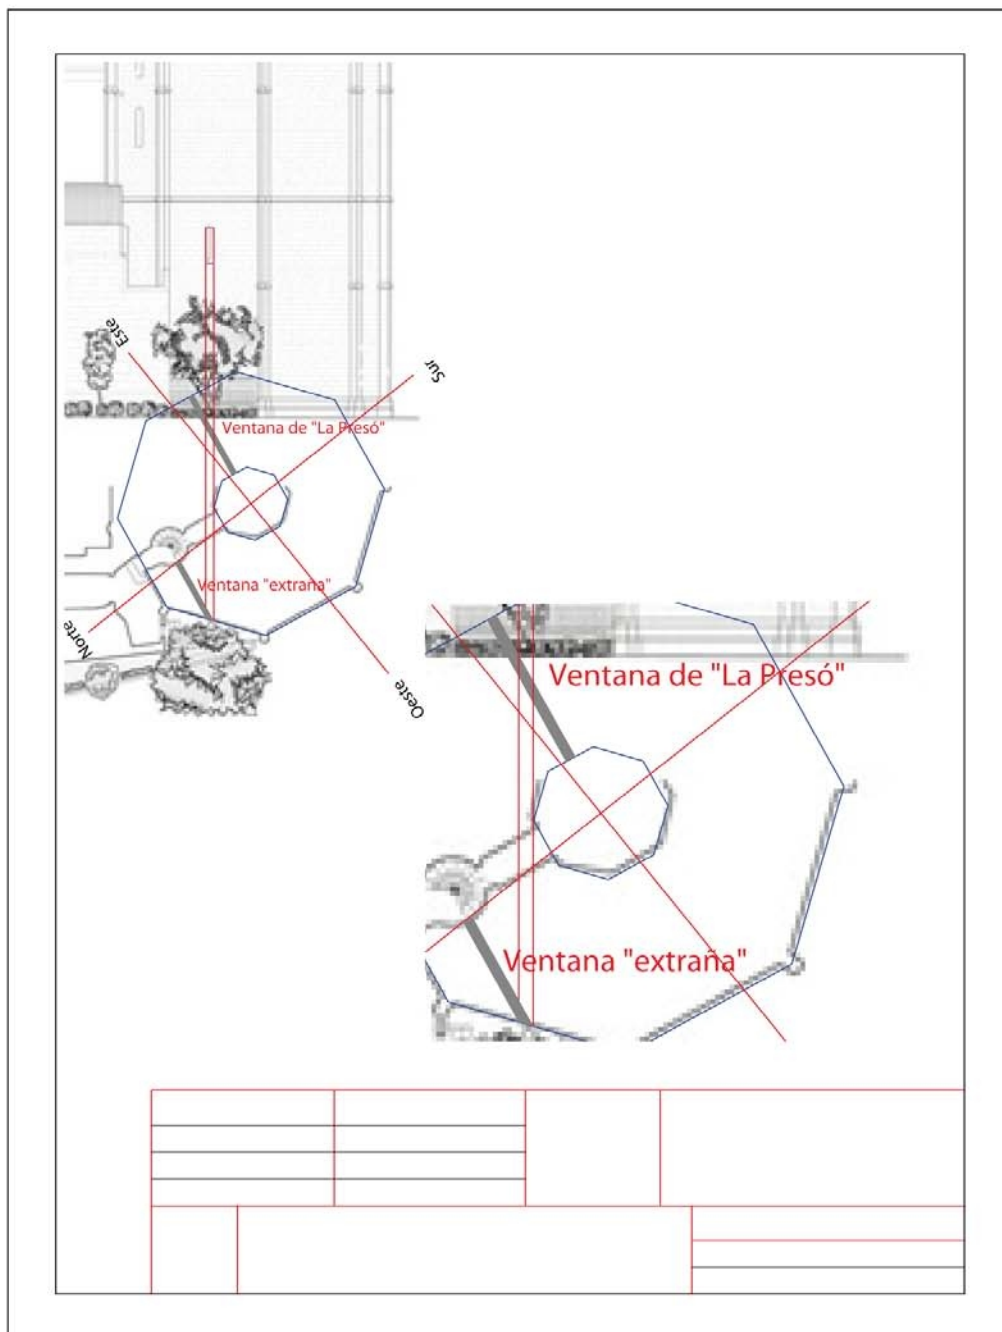 Este
Sur
Ventana de "La Presó"
Ventana "extraña"
Norte
Oeste
Ventana de "La Presó"
Ventana "extraña"